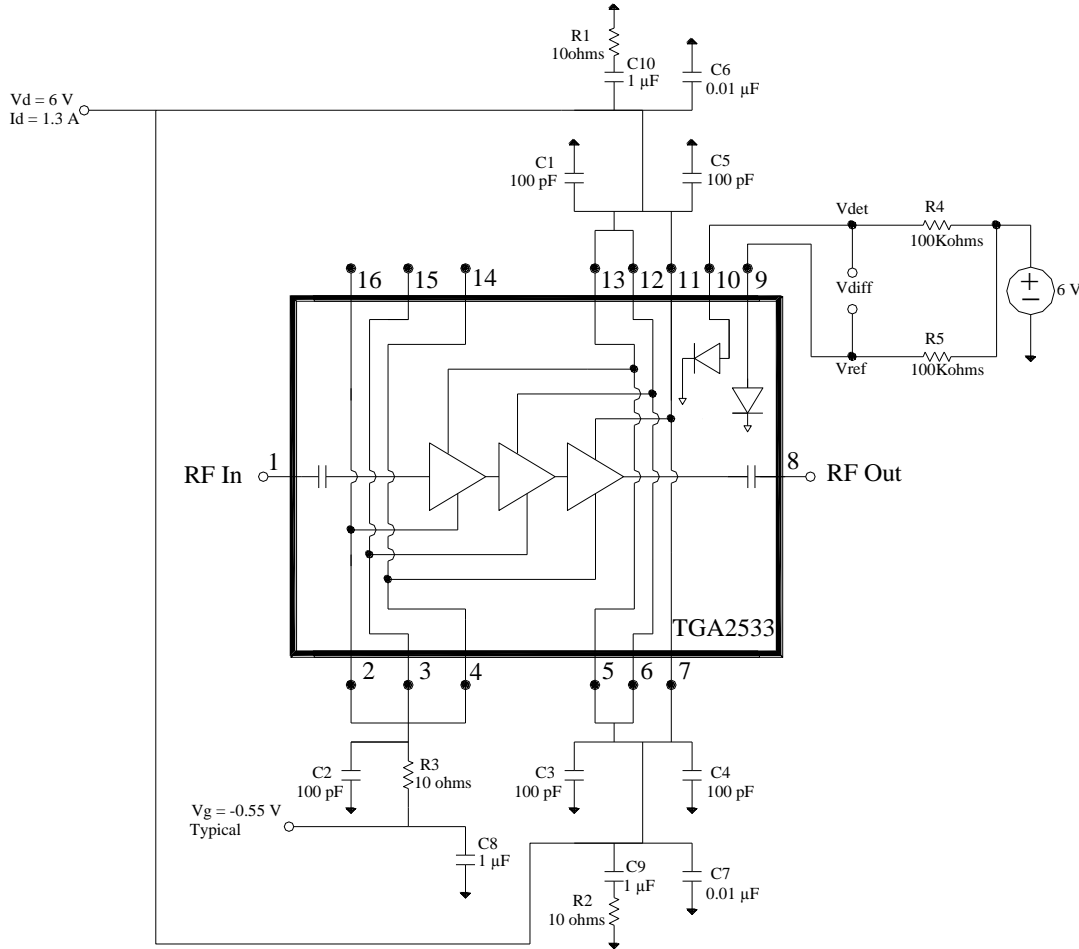 R1
10ohms
C10
1 µF
C6
0.01 µF
Vd = 6 V
Id = 1.3 A
C1
100 pF
C5
100 pF
Vdet
R4
100Kohms
Vdiff
+
−
6 V
R5
100Kohms
Vref
16
15
14
13
12
11
10
9
RF In
1
8
RF Out
TGA2533
2
3
4
5
6
7
C2
100 pF
R3
10 ohms
C3
100 pF
C4
100 pF
Vg = -0.55 V
Typical
C8
1 µF
C9
1 µF
C7
0.01 µF
R2
10 ohms